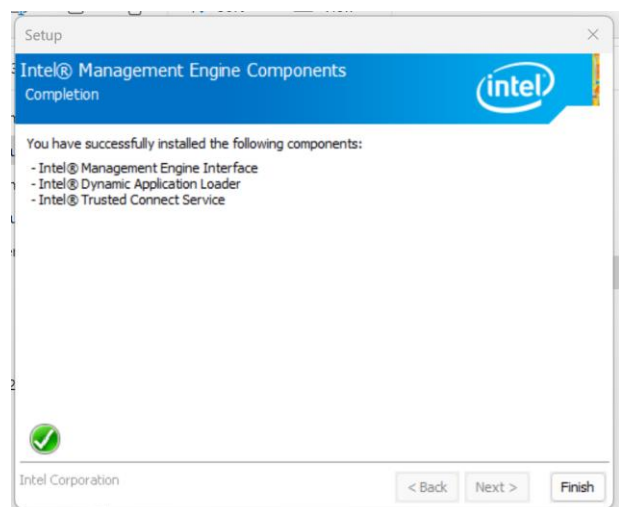 Setup
Intel® Management Engine Components
Completion
intel
You have successfully installed the following components:
- Intel® Management Engine Interface
- Intel® Dynamic Application Loader
- Intel® Trusted Connect Service
Intel Corporation
< Back Next > Finish